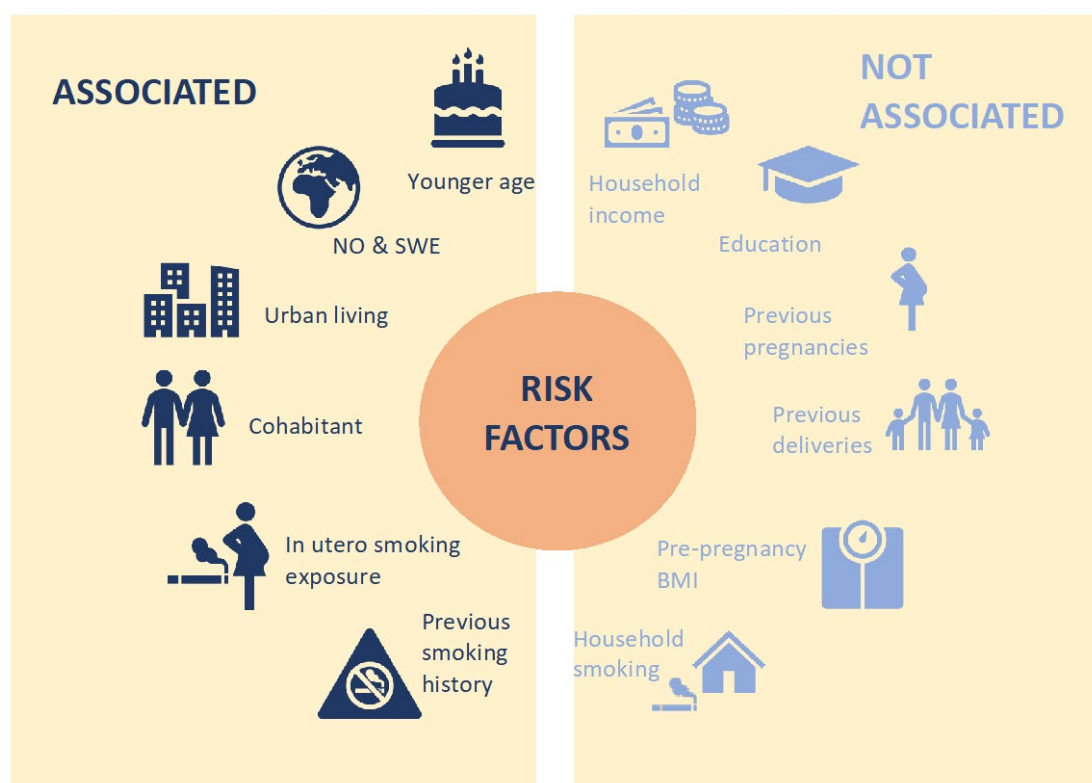 ASSOCIATED
Younger age
NO & SWE
Urban living
Cohabitant
In utero smoking
exposure
Previous
smoking
history
RISK
FACTORS
NOT
ASSOCIATED
Household
income
Education
Previous
pregnancies
Previous
deliveries
Pre-pregnancy
BMI
Household
smoking